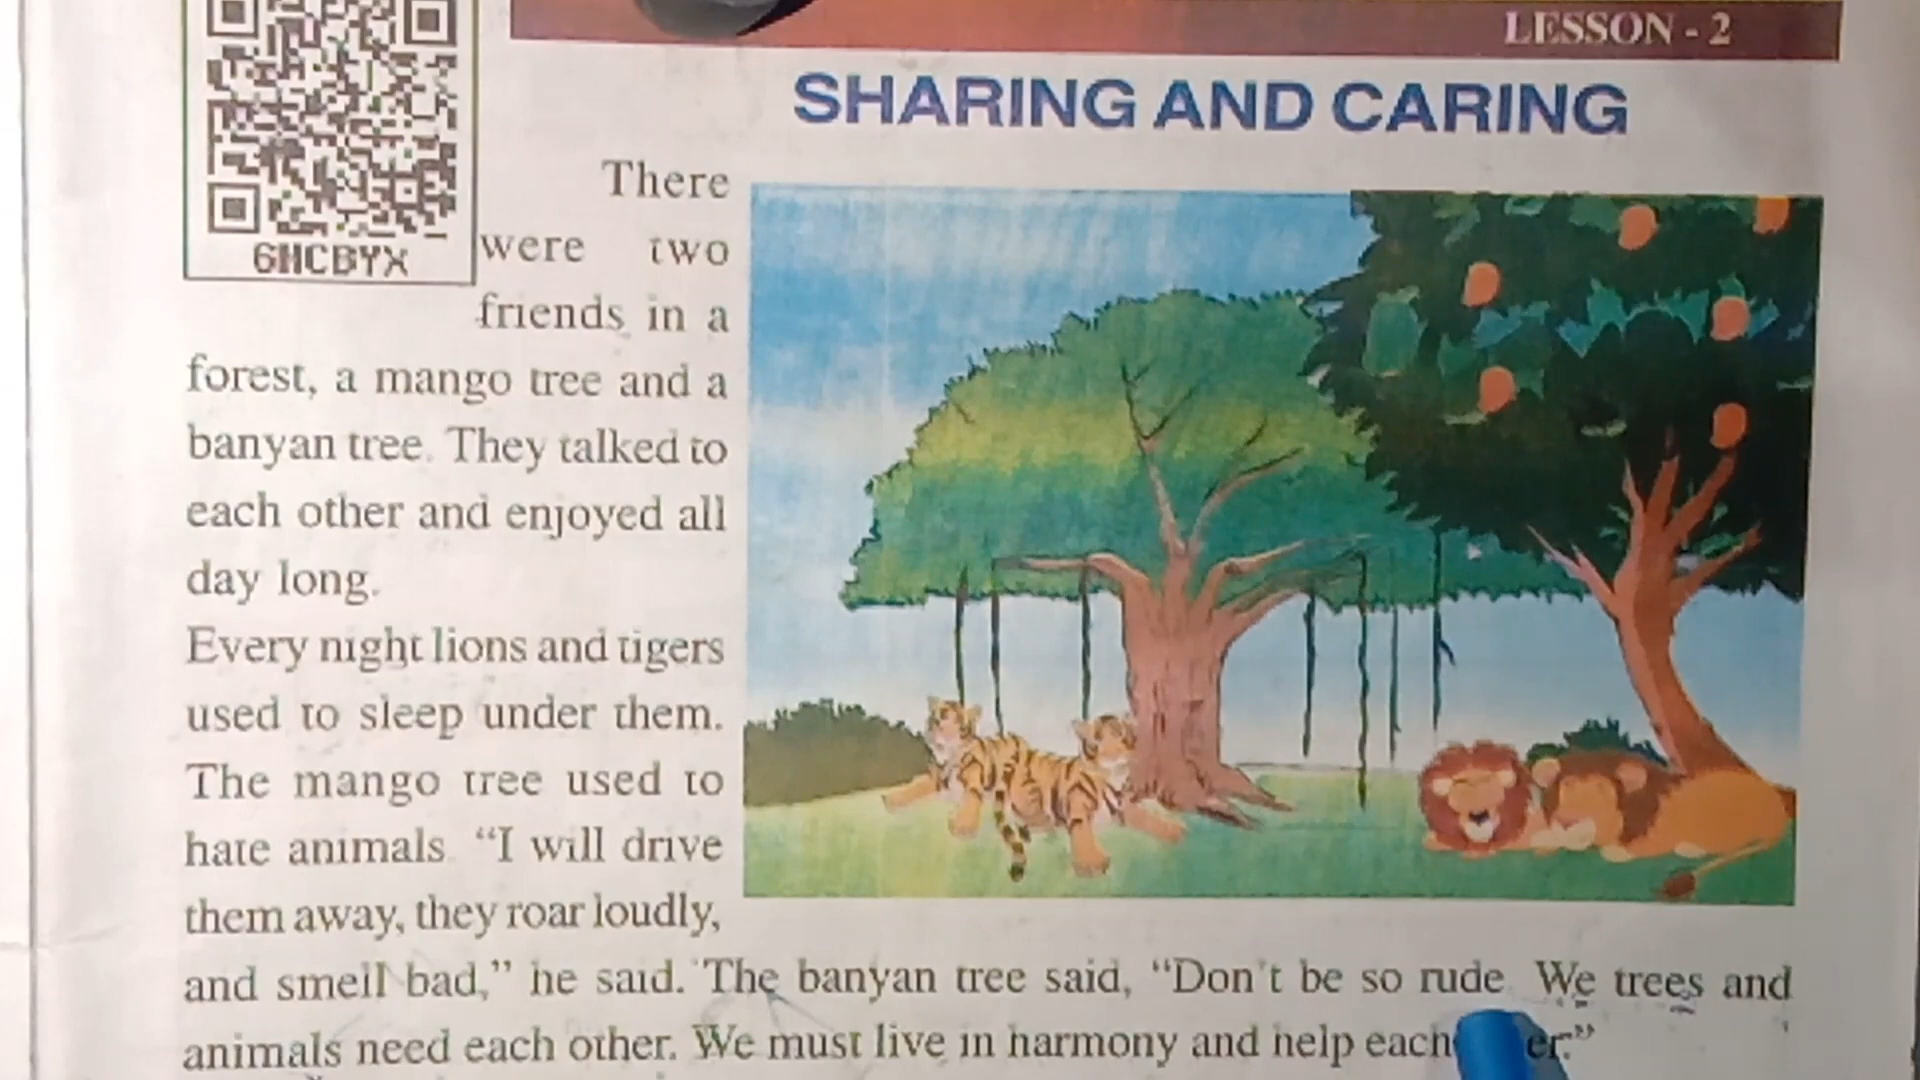 LESSON - 2
SHARING AND CARING
6HCBYX
There
were two
friends in a
forest, a mango tree and a
banyan tree. They talked to
each other and enjoyed all
day long.
Every night lions and tigers
used to sleep under them.
The mango tree used to
hate animals. “I will drive
them away, they roar loudly,
and smell bad,” he said. The banyan tree said, “Don't be so rude. We trees and
animals need each other. We must live in harmony and help each er.”